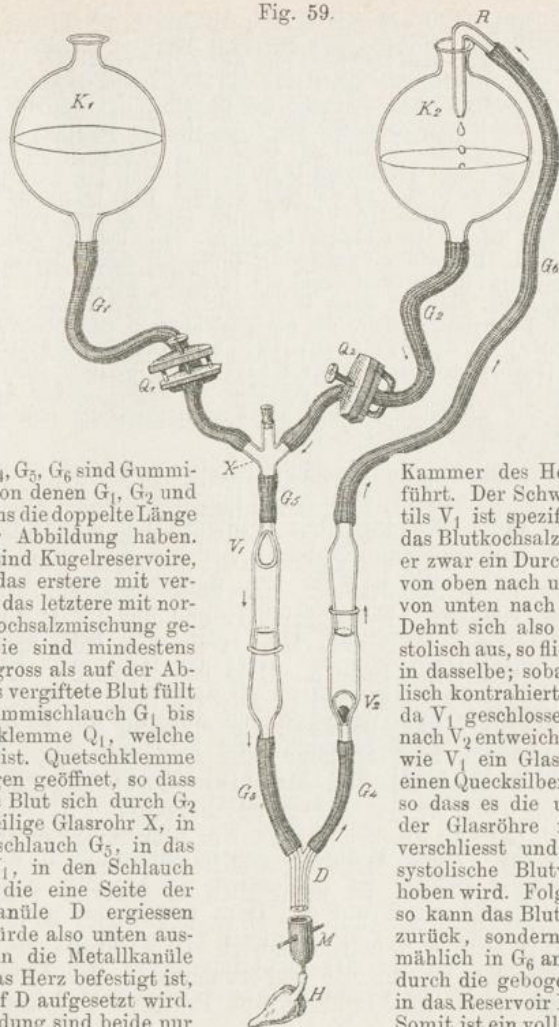 Fig. 59.
R
K₁
K₂
G₁
G₂
G₆
Q₁
Q₂
X
G₅
V₁
V₂
G₃
G₄
D
M
H
₄, G₅, G₆ sind Gummi-
on denen G₁, G₂ und
ns die doppelte Länge
Abbildung haben.
ind Kugelreservoire,
das erstere mit ver-
das letztere mit nor-
ochsalzmischung ge-
ie sind mindestens
gross als auf der Ab-
s vergiftete Blut füllt
mmischlauch G₁ bis
klemme Q₁, welche
ist. Quetschklemme
gen geöffnet, so dass
Blut sich durch G₂
eilige Glasrohr X, in
schlauch G₅, in das
₁, in den Schlauch
die eine Seite der
anüle D ergiessen
ürde also unten aus-
n die Metallkanüle
as Herz befestigt ist,
f D aufgesetzt wird.
dung sind beide nur
Kammer des He
führt. Der Schw
tils V₁ ist spezif
das Blutkochsalz
er zwar ein Durc
von oben nach u
von unten nach
Dehnt sich also
stolisch aus, so fli
in dasselbe; sobа
lisch kontrahiert
da V₁ geschlosse
nach V₂ entweich
wie V₁ ein Glas
einen Quecksilber
so dass es die u
der Glasröhre
verschliesst und
systolische Blut
hoben wird. Folg
so kann das Blut
zurück, sondern
mählich in G₆ an
durch die geboge
in das Reservoir
Somit ist ein voll